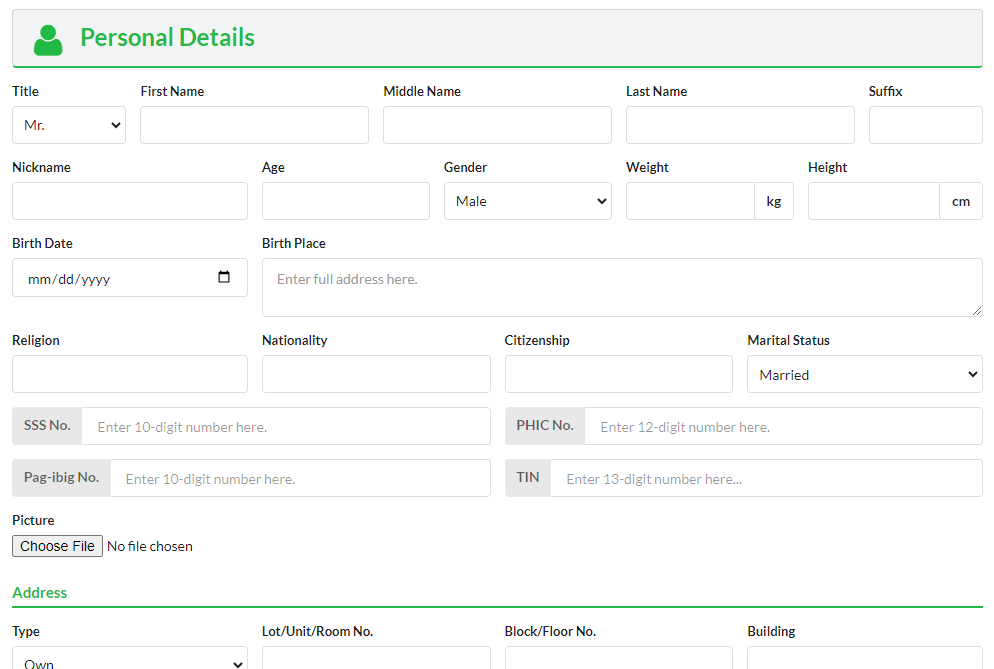 Personal Details
Title First Name Middle Name Last Name Suffix
Mr.
Nickname Age Gender Weight Height
Male kg cm
Birth Date Birth Place
mm/dd/yyyy Enter full address here.
Religion Nationality Citizenship Marital Status
Married
SSS No. Enter 10-digit number here. PHIC No. Enter 12-digit number here.
Pag-ibig No. Enter 10-digit number here. TIN Enter 13-digit number here...
Picture
Choose File No file chosen
Address
Type Lot/Unit/Room No. Block/Floor No. Building
Own